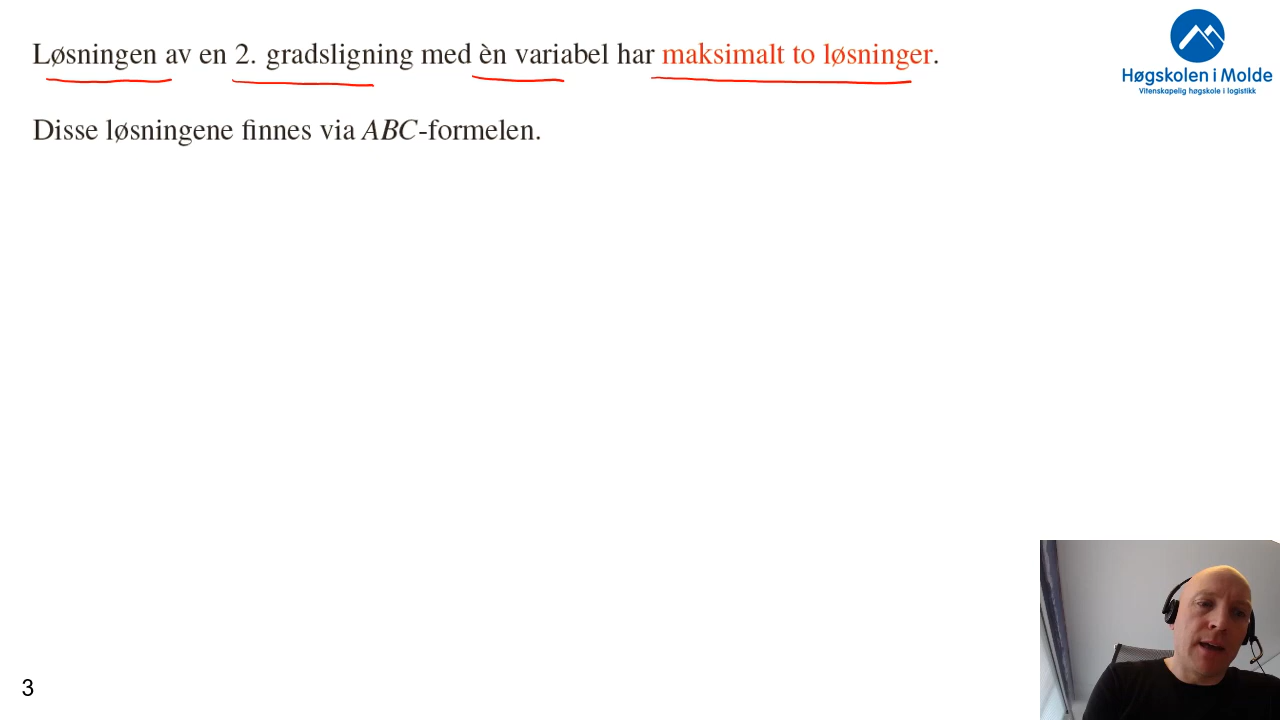 Løsningen av en 2. gradsligning med èn variabel har maksimalt to løsninger.
Disse løsningene finnes via ABC-formelen.
Høgskolen i Molde
Vitenskapelig høgskole i logistikk
3